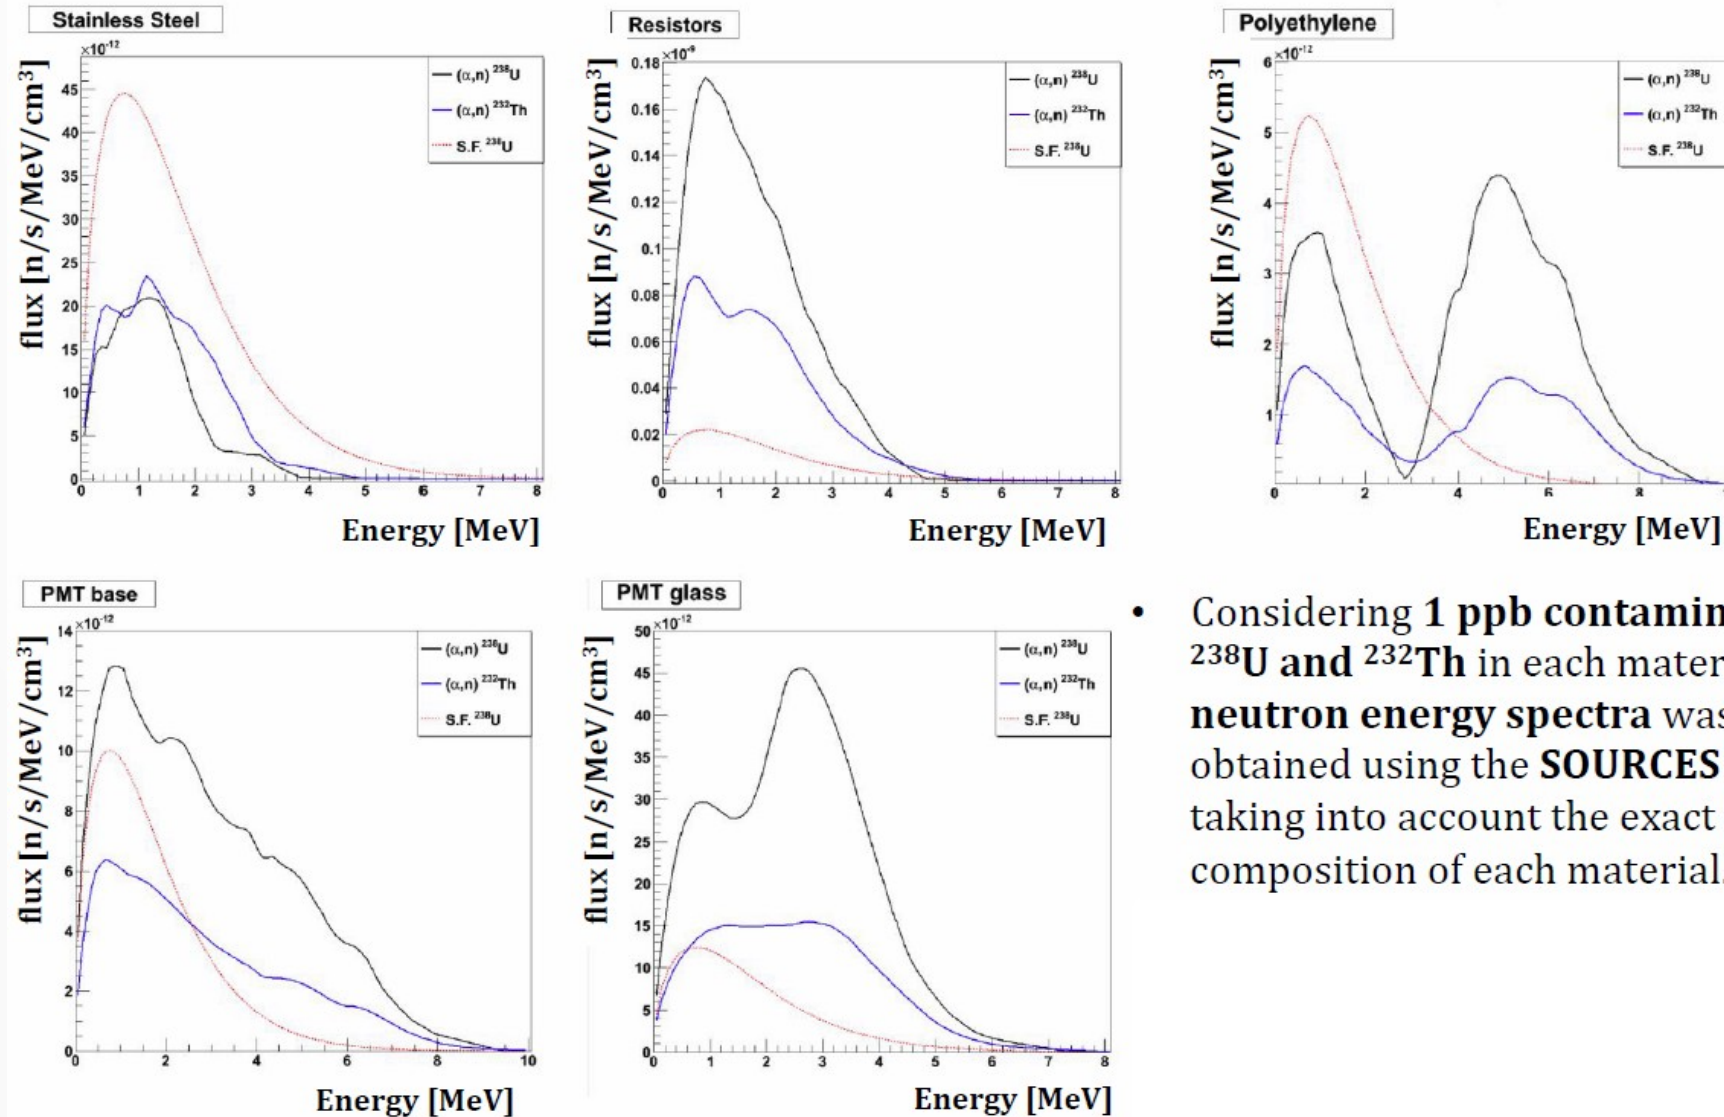 Stainless Steel
×10⁻¹²
flux [n/s/MeV/cm³]
45
40
35
30
25
20
15
10
5
0
0 1 2 3 4 5 6 7 8
(α,n) ²³⁸U
(α,n) ²³²Th
S.F. ²³⁸U
Energy [MeV]
Resistors
×10⁻⁹
flux [n/s/MeV/cm³]
0.18
0.16
0.14
0.12
0.1
0.08
0.06
0.04
0.02
0
0 1 2 3 4 5 6 7 8
(α,n) ²³⁸U
(α,n) ²³²Th
S.F. ²³⁸U
Energy [MeV]
Polyethylene
×10⁻¹²
flux [n/s/MeV/cm³]
6
5
4
3
2
1
0 2 4 6 8
(α,n) ²³⁸U
(α,n) ²³²Th
S.F. ²³⁸U
Energy [MeV]
PMT base
×10⁻¹²
flux [n/s/MeV/cm³]
14
12
10
8
6
4
2
0
0 2 4 6 8 10
(α,n) ²³⁸U
(α,n) ²³²Th
S.F. ²³⁸U
Energy [MeV]
PMT glass
×10⁻¹²
flux [n/s/MeV/cm³]
50
45
40
35
30
25
20
15
10
5
0
0 1 2 3 4 5 6 7 8
(α,n) ²³⁸U
(α,n) ²³²Th
S.F. ²³⁸U
Energy [MeV]
• Considering 1 ppb contamin
²³⁸U and ²³²Th in each mater
neutron energy spectra was
obtained using the SOURCES
taking into account the exact
composition of each material.